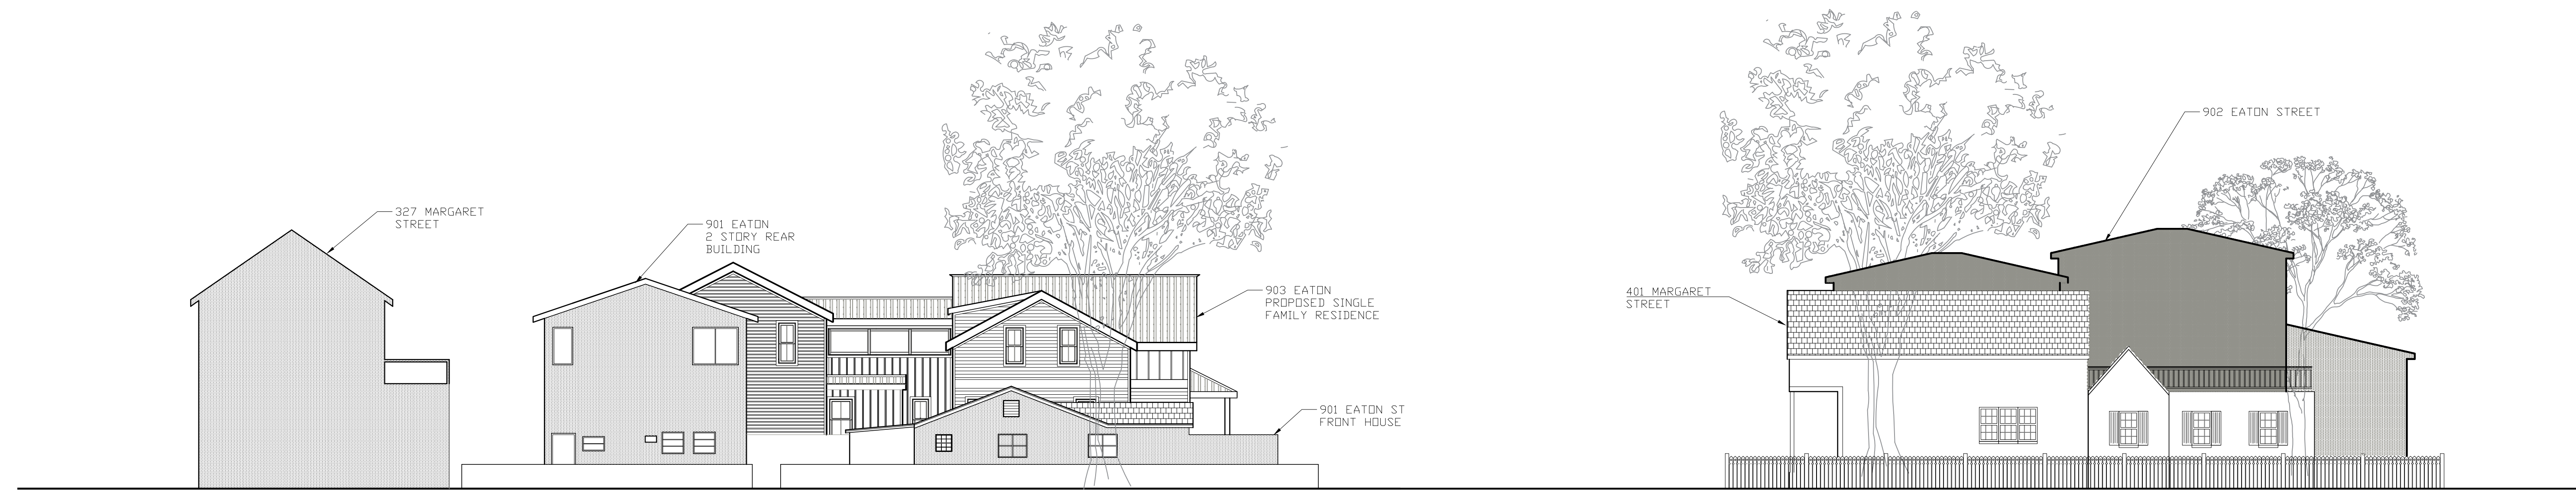 327 MARGARET
STREET
901 EATON
2 STORY REAR
BUILDING
903 EATON
PROPOSED SINGLE
FAMILY RESIDENCE
901 EATON ST
FRONT HOUSE
401 MARGARET
STREET
902 EATON STREET